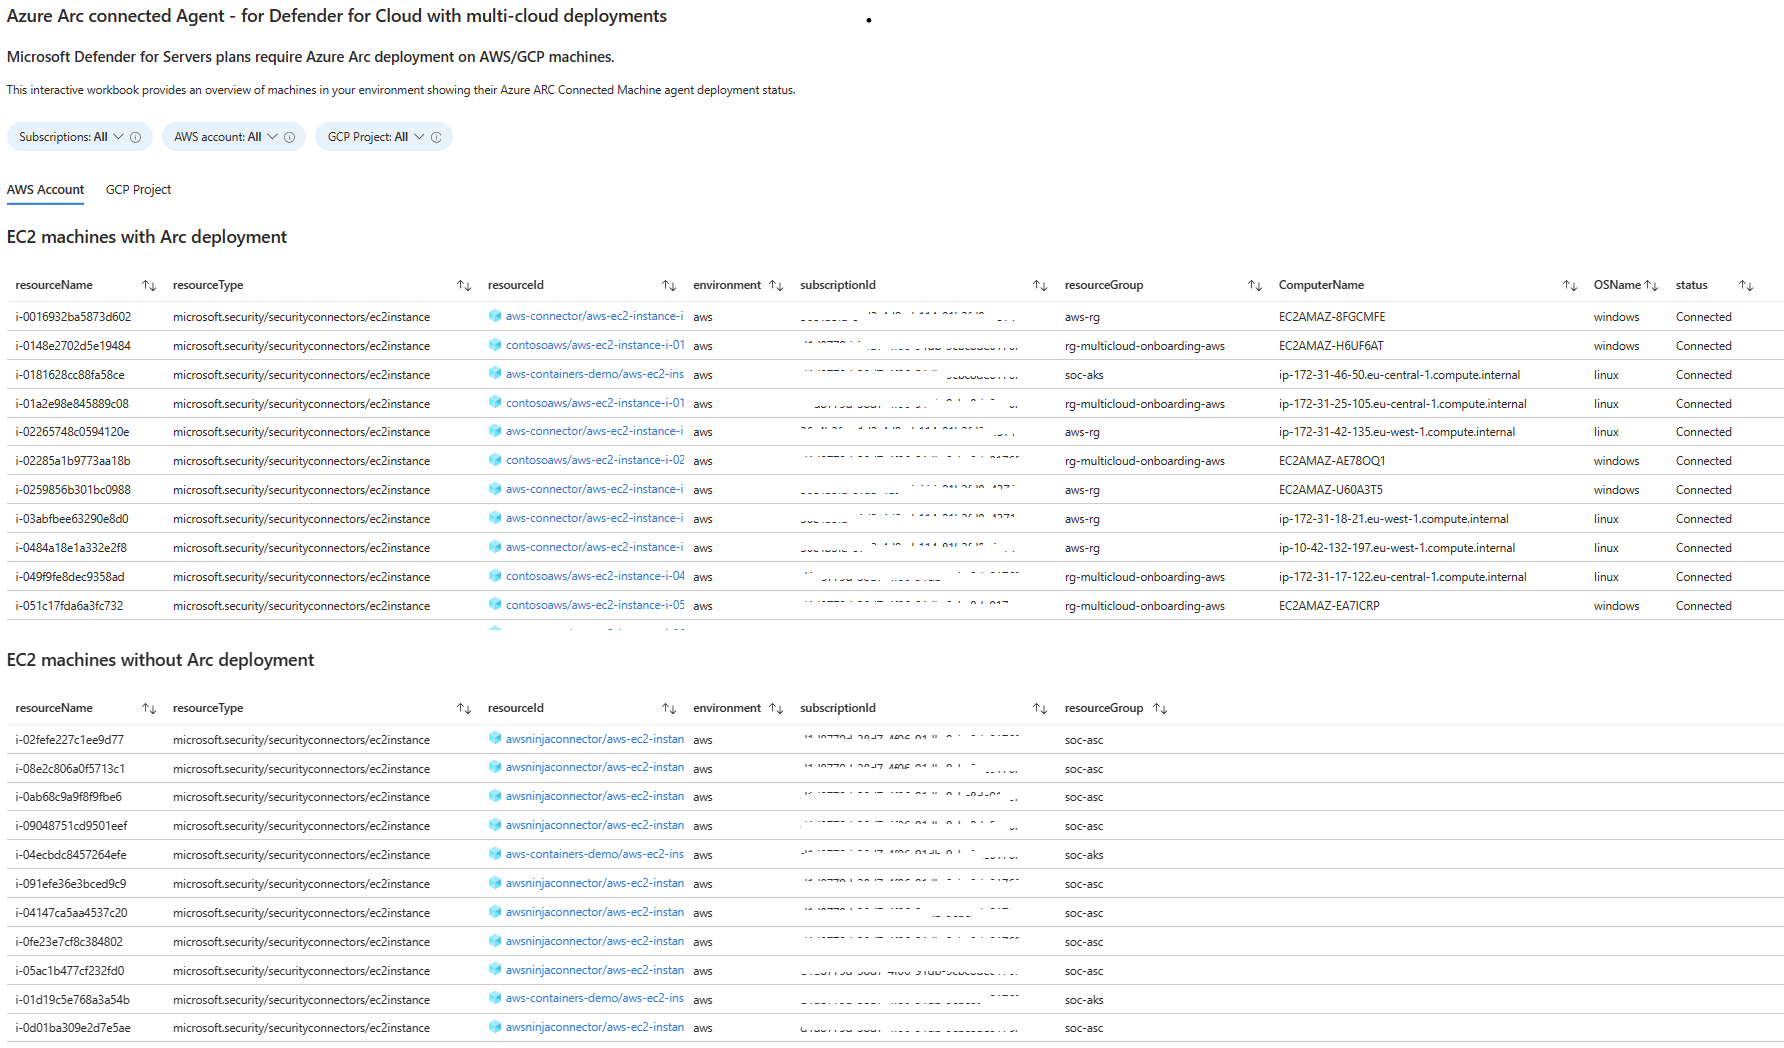 Azure Arc connected Agent - for Defender for Cloud with multi-cloud deployments
Microsoft Defender for Servers plans require Azure Arc deployment on AWS/GCP machines.
This interactive workbook provides an overview of machines in your environment showing their Azure ARC Connected Machine agent deployment status.
Subscriptions: All AWS account: All GCP Project: All
AWS Account GCP Project
EC2 machines with Arc deployment
resourceName resourceType resourceId environment subscriptionId resourceGroup ComputerName OSName status
i-0016932ba5873d602 microsoft.security/securityconnectors/ec2instance aws-connector/aws-ec2-instance-i aws aws-rg EC2AMAZ-8FGCMFE windows Connected
i-0148e2702d5e19484 microsoft.security/securityconnectors/ec2instance contosoaws/aws-ec2-instance-i-01 aws rg-multicloud-onboarding-aws EC2AMAZ-H6UF6AT windows Connected
i-0181628cc88fa58ce microsoft.security/securityconnectors/ec2instance aws-containers-demo/aws-ec2-ins aws soc-aks ip-172-31-46-50.eu-central-1.compute.internal linux Connected
i-01a2e98e845889c08 microsoft.security/securityconnectors/ec2instance contosoaws/aws-ec2-instance-i-01 aws rg-multicloud-onboarding-aws ip-172-31-25-105.eu-central-1.compute.internal linux Connected
i-02265748c0594120e microsoft.security/securityconnectors/ec2instance aws-connector/aws-ec2-instance-i aws aws-rg ip-172-31-42-135.eu-west-1.compute.internal linux Connected
i-02285a1b9773aa18b microsoft.security/securityconnectors/ec2instance contosoaws/aws-ec2-instance-i-02 aws rg-multicloud-onboarding-aws EC2AMAZ-AE78OQ1 windows Connected
i-0259856b301bc0988 microsoft.security/securityconnectors/ec2instance aws-connector/aws-ec2-instance-i aws aws-rg EC2AMAZ-U60A3T5 windows Connected
i-03abfbee63290e8d0 microsoft.security/securityconnectors/ec2instance aws-connector/aws-ec2-instance-i aws aws-rg ip-172-31-18-21.eu-west-1.compute.internal linux Connected
i-0484a18e1a332e2f8 microsoft.security/securityconnectors/ec2instance aws-connector/aws-ec2-instance-i aws aws-rg ip-10-42-132-197.eu-west-1.compute.internal linux Connected
i-049f9fe8dec9358ad microsoft.security/securityconnectors/ec2instance contosoaws/aws-ec2-instance-i-04 aws rg-multicloud-onboarding-aws ip-172-31-17-122.eu-central-1.compute.internal linux Connected
i-051c17fda6a3fc732 microsoft.security/securityconnectors/ec2instance contosoaws/aws-ec2-instance-i-05 aws rg-multicloud-onboarding-aws EC2AMAZ-EA7ICRP windows Connected
EC2 machines without Arc deployment
resourceName resourceType resourceId environment subscriptionId resourceGroup
i-02fefe227c1ee9d77 microsoft.security/securityconnectors/ec2instance awsninjaconnector/aws-ec2-instan aws soc-asc
i-08e2c806a0f5713c1 microsoft.security/securityconnectors/ec2instance awsninjaconnector/aws-ec2-instan aws soc-asc
i-0ab68c9a9f8f9fbe6 microsoft.security/securityconnectors/ec2instance awsninjaconnector/aws-ec2-instan aws soc-asc
i-09048751cd9501eef microsoft.security/securityconnectors/ec2instance awsninjaconnector/aws-ec2-instan aws soc-asc
i-04ecbdc8457264efe microsoft.security/securityconnectors/ec2instance aws-containers-demo/aws-ec2-ins aws soc-aks
i-091efe36e3bced9c9 microsoft.security/securityconnectors/ec2instance awsninjaconnector/aws-ec2-instan aws soc-asc
i-04147ca5aa4537c20 microsoft.security/securityconnectors/ec2instance awsninjaconnector/aws-ec2-instan aws soc-asc
i-0fe23e7cf8c384802 microsoft.security/securityconnectors/ec2instance awsninjaconnector/aws-ec2-instan aws soc-asc
i-05ac1b477cf232fd0 microsoft.security/securityconnectors/ec2instance awsninjaconnector/aws-ec2-instan aws soc-asc
i-01d19c5e768a3a54b microsoft.security/securityconnectors/ec2instance aws-containers-demo/aws-ec2-ins aws soc-aks
i-0d01ba309e2d7e5ae microsoft.security/securityconnectors/ec2instance awsninjaconnector/aws-ec2-instan aws soc-asc